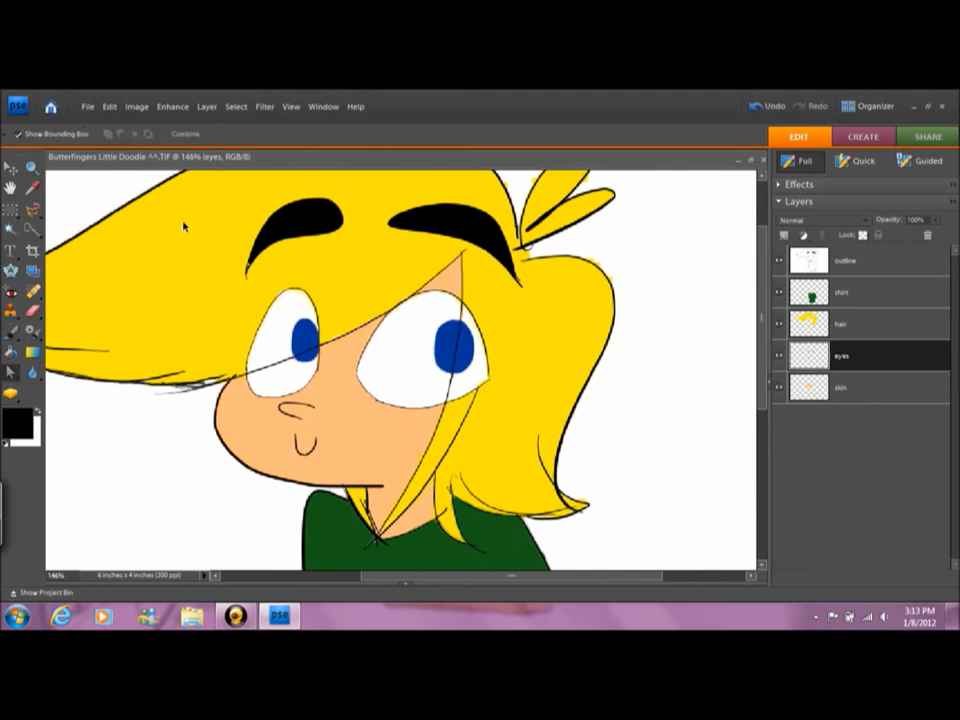 pse File Edit Image Enhance Layer Select Filter View Window Help Undo Redo Organizer
Show Bounding Box Combine EDIT CREATE SHARE
Butterfingers Little Doodle ^^.TIF @ 146% (eyes, RGB/8) Full Quick Guided
Effects
Layers
Normal Opacity: 100%
Lock:
outline
shirt
hair
eyes
skin
146% 6 inches x 4 inches (200 ppi)
Show Project Bin
pse 3:13 PM
1/8/2012